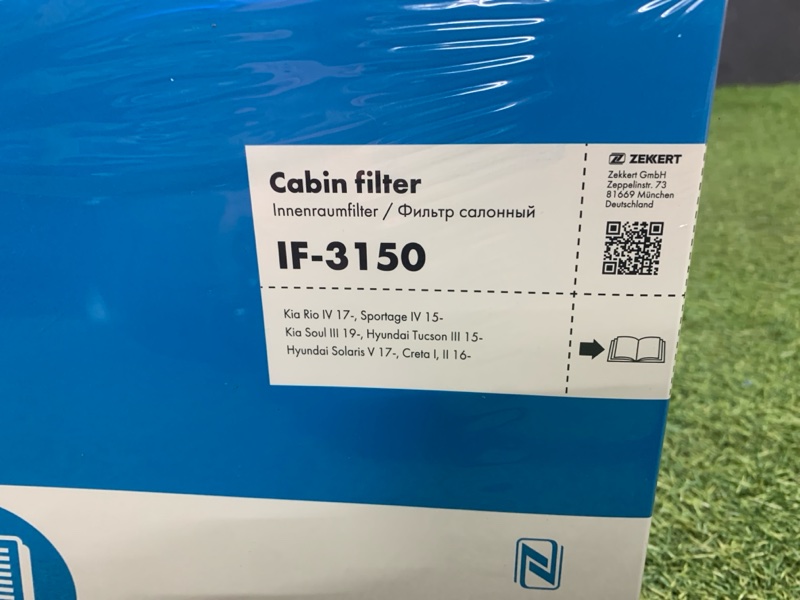 Cabin filter
Innenraumfilter / Фильтр салонный
IF-3150
Kia Rio IV 17-, Sportage IV 15-
Kia Soul III 19-, Hyundai Tucson III 15-
Hyundai Solaris V 17-, Creta I, II 16-
ZEKKERT
Zekkert GmbH
Zeppelinstr. 73
81669 München
Deutschland